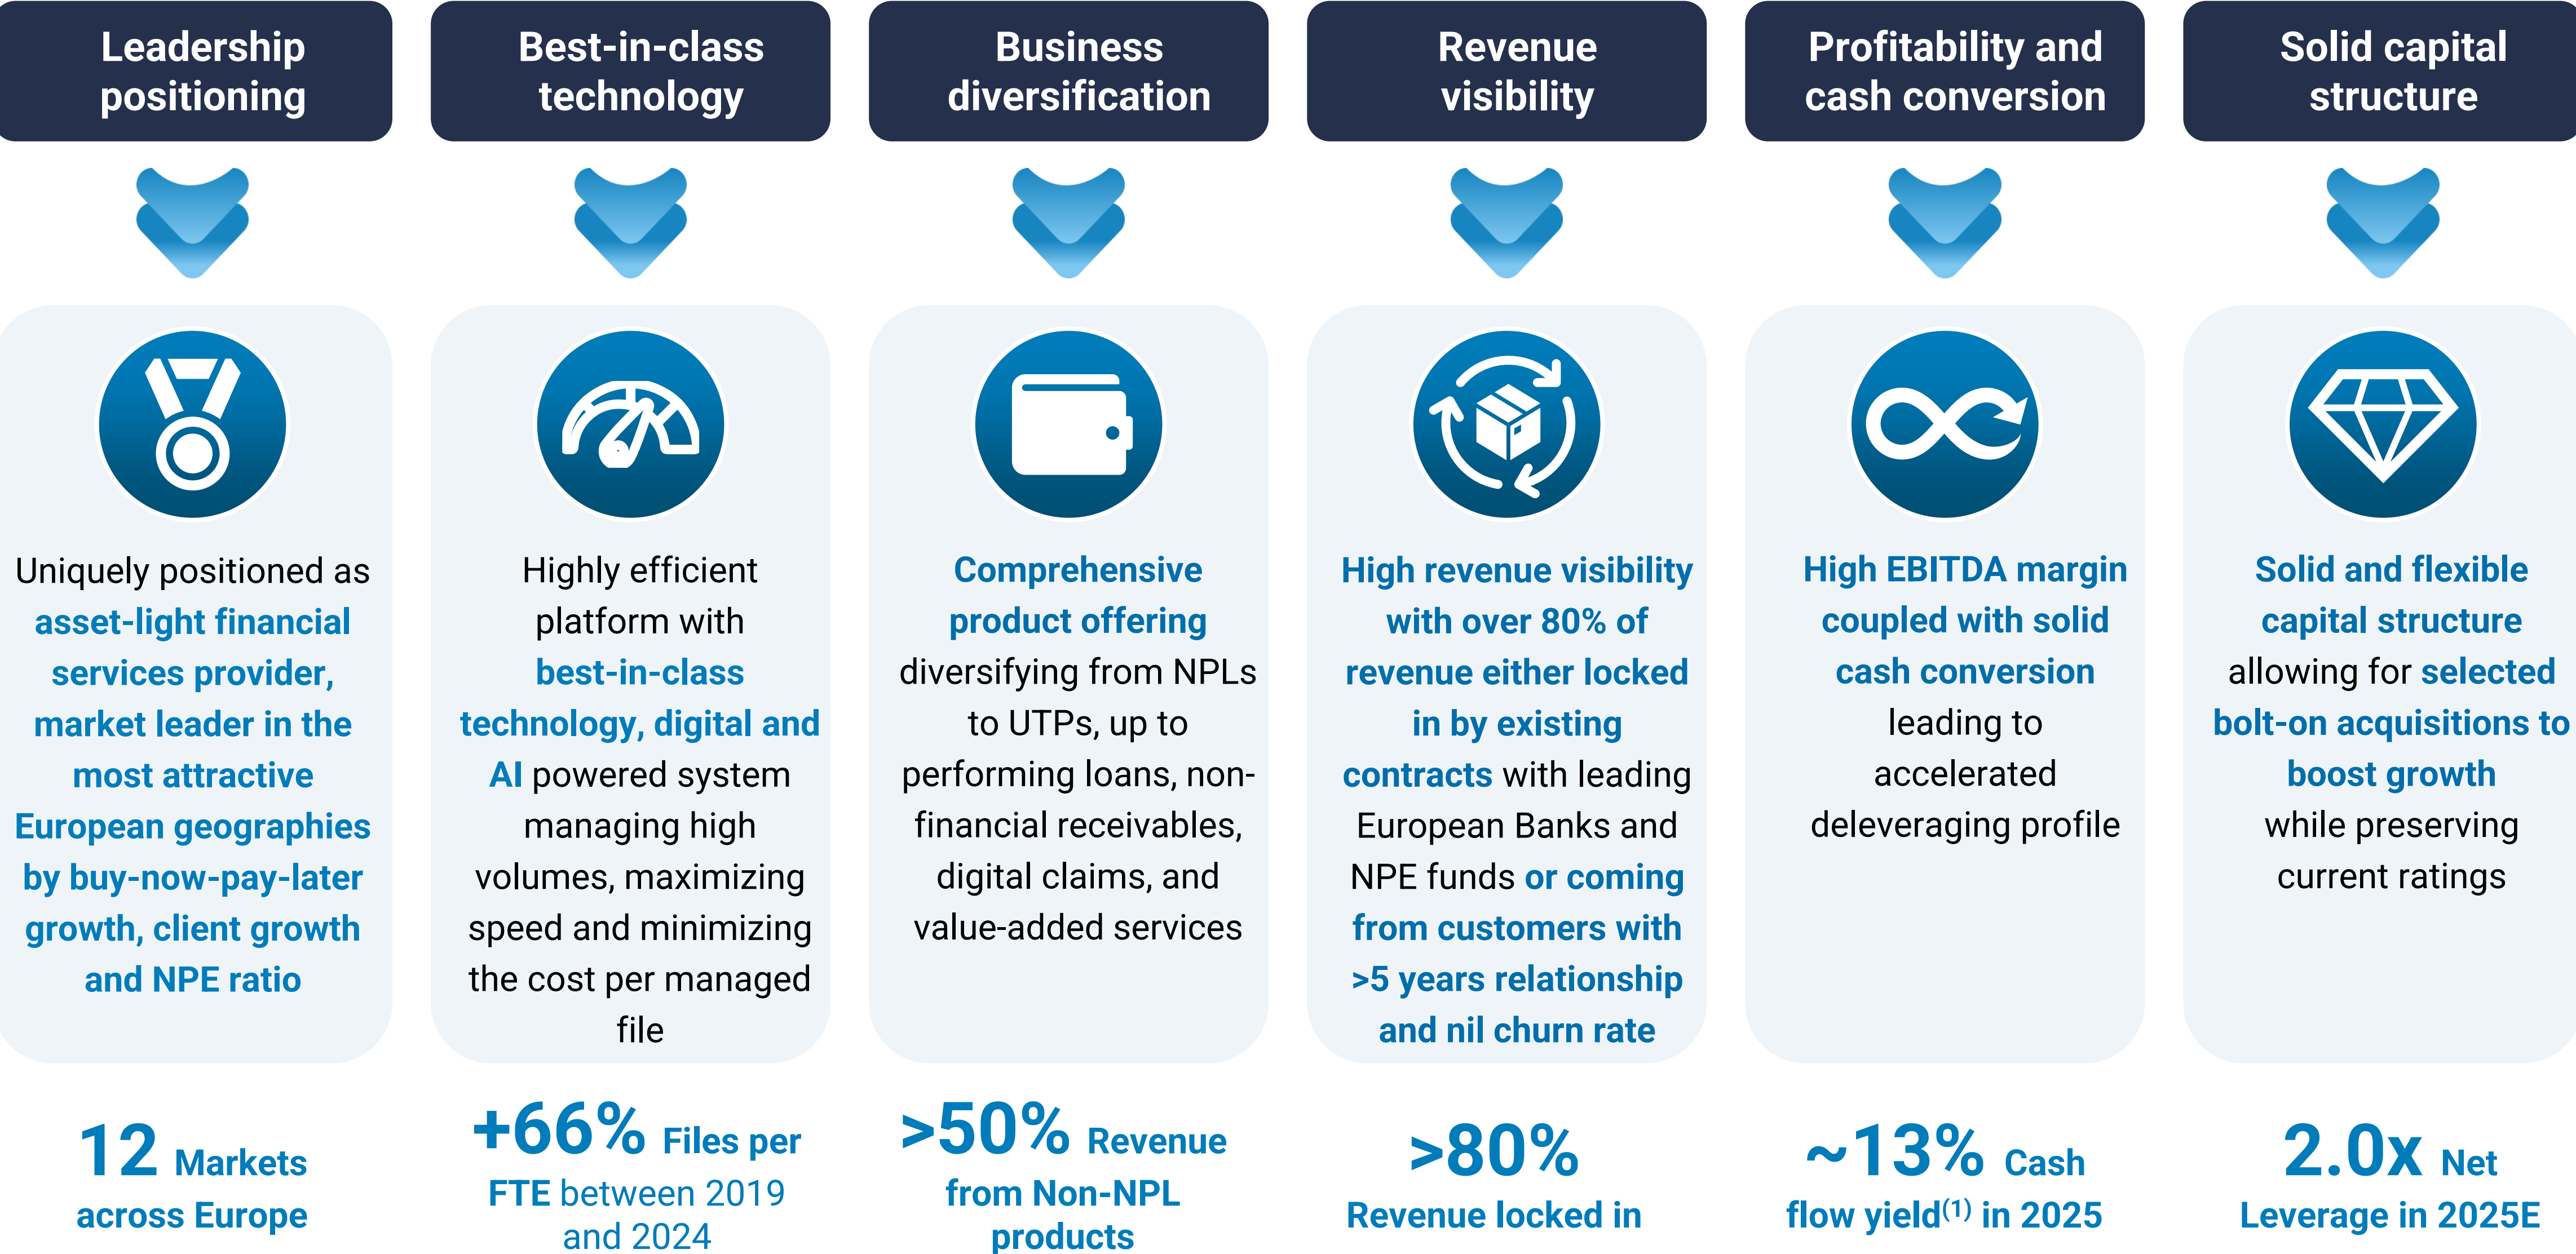 Leadership
positioning
Best-in-class
technology
Business
diversification
Revenue
visibility
Profitability and
cash conversion
Solid capital
structure
Uniquely positioned as
asset-light financial
services provider,
market leader in the
most attractive
European geographies
by buy-now-pay-later
growth, client growth
and NPE ratio
Highly efficient
platform with
best-in-class
technology, digital and
AI powered system
managing high
volumes, maximizing
speed and minimizing
the cost per managed
file
Comprehensive
product offering
diversifying from NPLs
to UTPs, up to
performing loans, non-
financial receivables,
digital claims, and
value-added services
High revenue visibility
with over 80% of
revenue either locked
in by existing
contracts with leading
European Banks and
NPE funds or coming
from customers with
>5 years relationship
and nil churn rate
High EBITDA margin
coupled with solid
cash conversion
leading to
accelerated
deleveraging profile
Solid and flexible
capital structure
allowing for selected
bolt-on acquisitions to
boost growth
while preserving
current ratings
12 Markets
across Europe
+66% Files per
FTE between 2019
and 2024
>50% Revenue
from Non-NPL
products
>80%
Revenue locked in
~13% Cash
flow yield(1) in 2025
2.0x Net
Leverage in 2025E